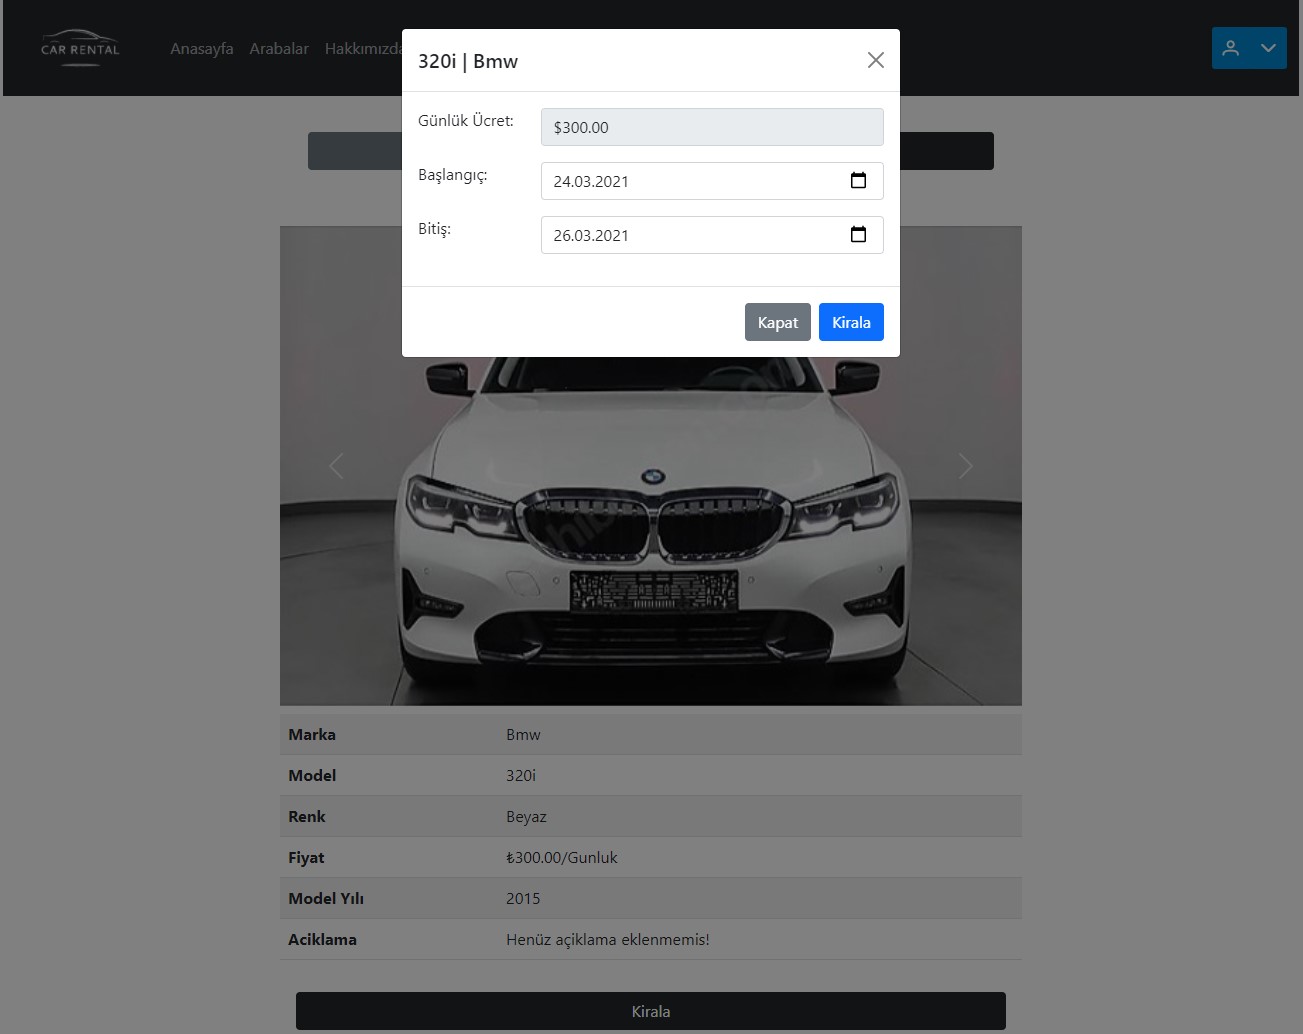 CAR RENTAL
Anasayfa Arabalar Hakkımızda
320i | Bmw
Günlük Ücret: $300.00
Başlangıç: 24.03.2021
Bitiş: 26.03.2021
Kapat Kirala
Marka Bmw
Model 320i
Renk Beyaz
Fiyat ₺300.00/Gunluk
Model Yılı 2015
Aciklama Henüz açiklama eklenmemis!
Kirala